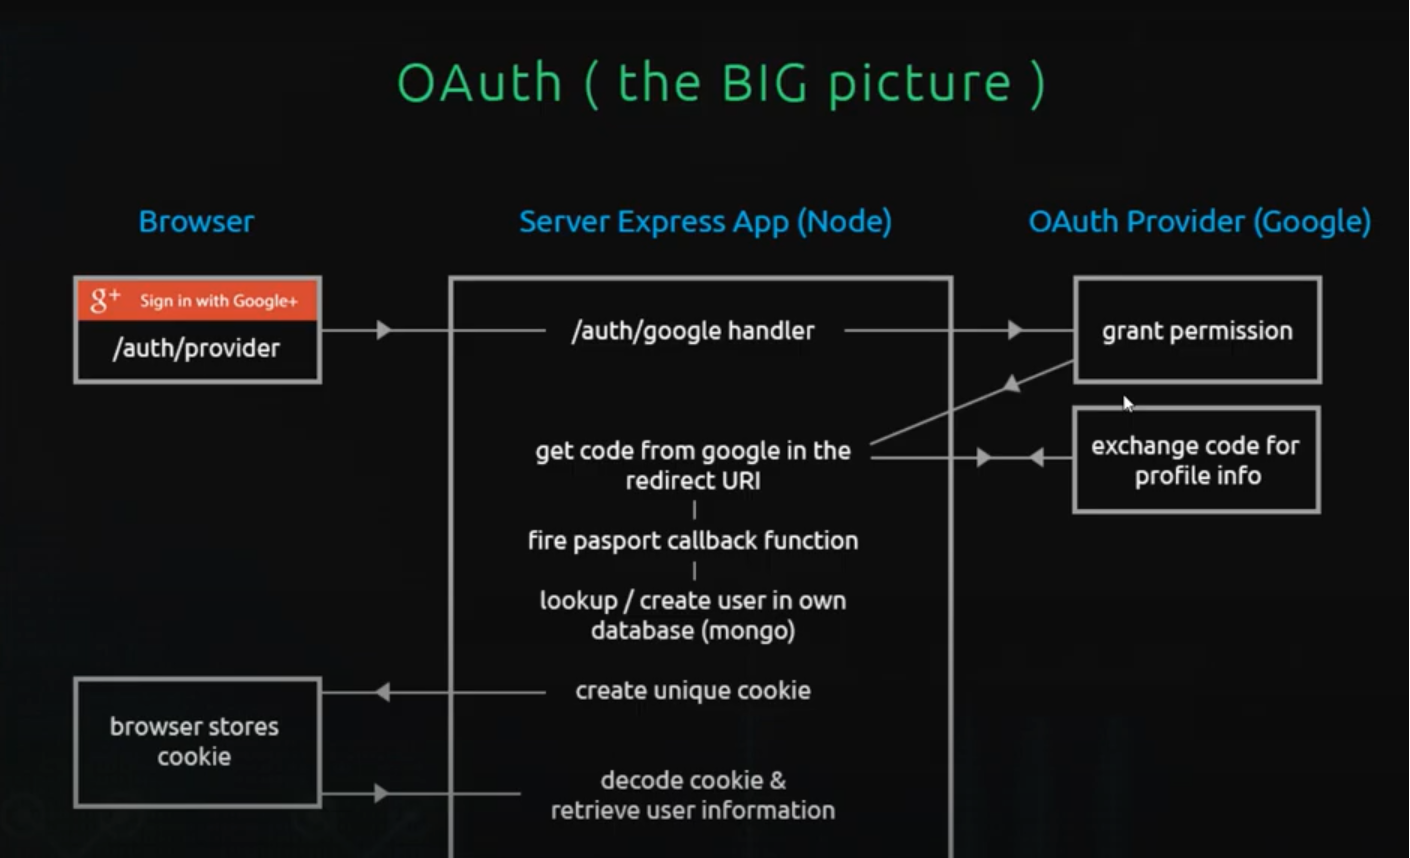 OAuth ( the BIG picture )
Browser
Server Express App (Node)
OAuth Provider (Google)
g+ Sign in with Google+
/auth/provider
/auth/google handler
grant permission
get code from google in the
redirect URI
exchange code for
profile info
fire pasport callback function
lookup / create user in own
database (mongo)
create unique cookie
browser stores
cookie
decode cookie &
retrieve user information